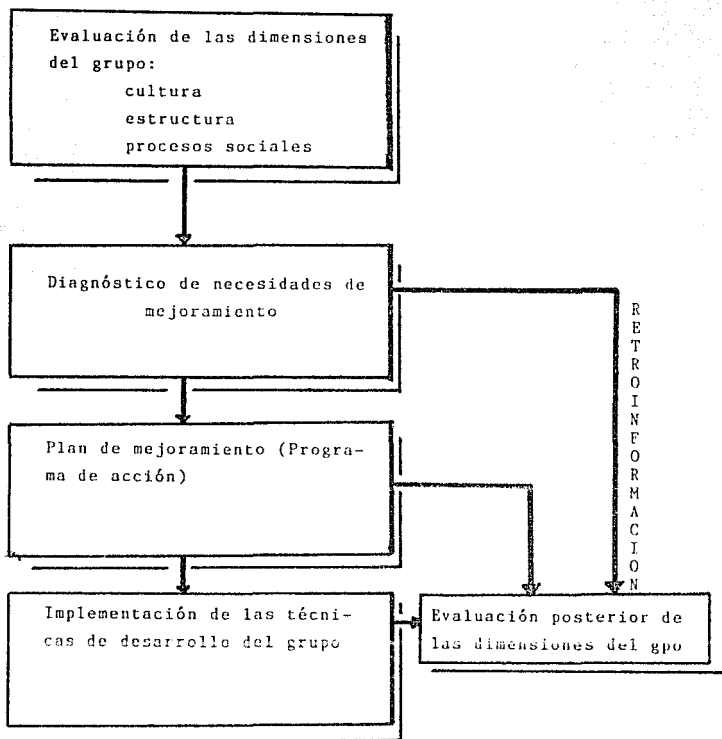 Evaluación de las dimensiones
del grupo:
cultura
estructura
procesos sociales
Diagnóstico de necesidades de
mejoramiento
Plan de mejoramiento (Progra-
ma de acción)
Implementación de las técni-
cas de desarrollo del grupo
Evaluación posterior de
las dimensiones del gpo
RETROINFORMACION